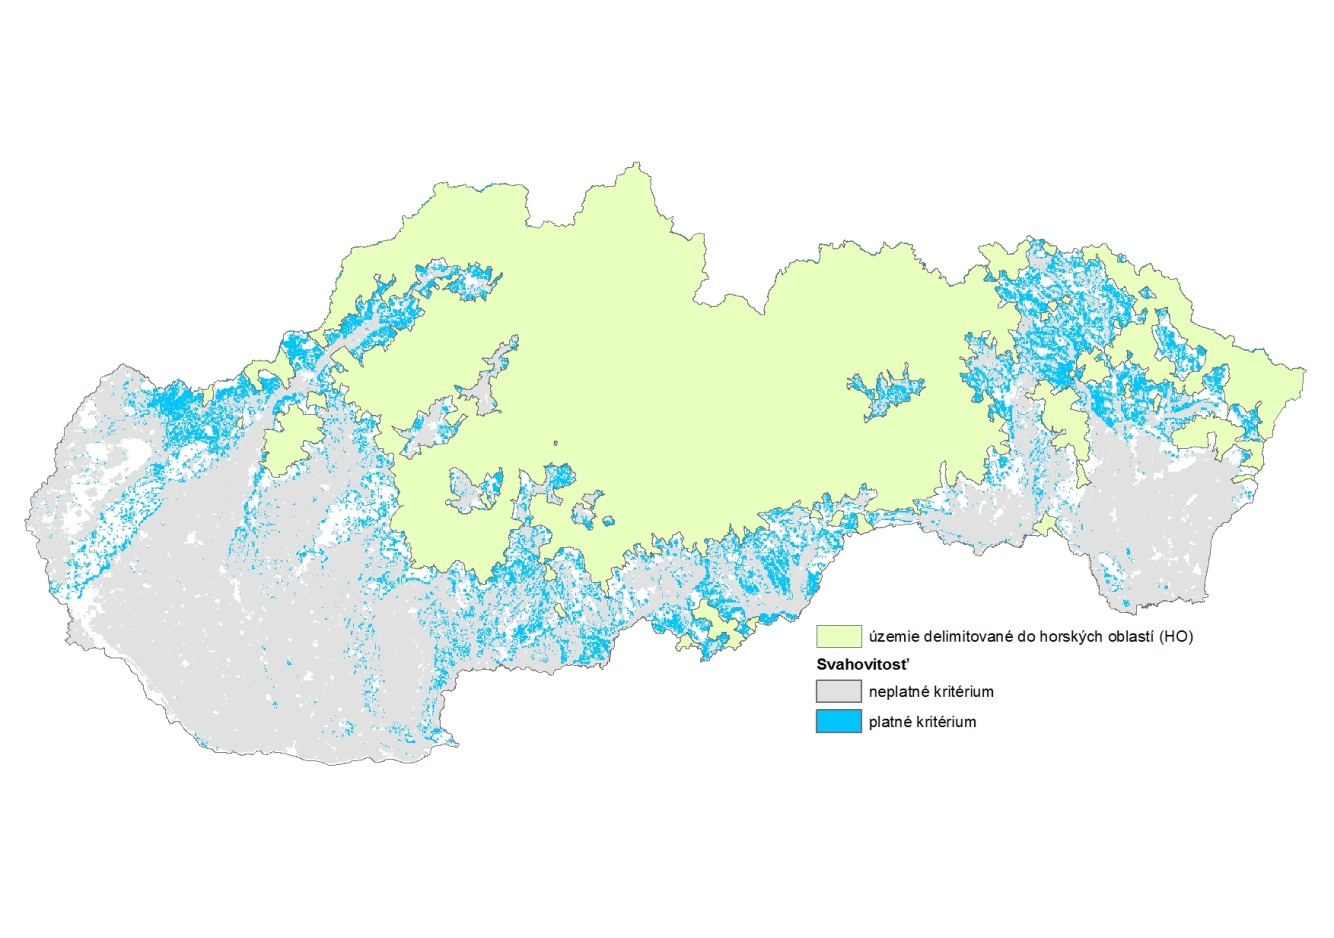 územie delimitované do horských oblastí (HO)
Svahovitosť
neplatné kritérium
platné kritérium